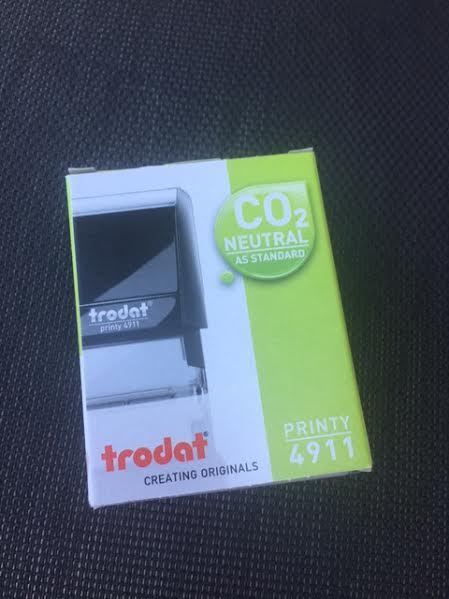 CO₂
NEUTRAL
AS STANDARD
trodat®
printy 4911
trodat®
CREATING ORIGINALS
PRINTY
4911